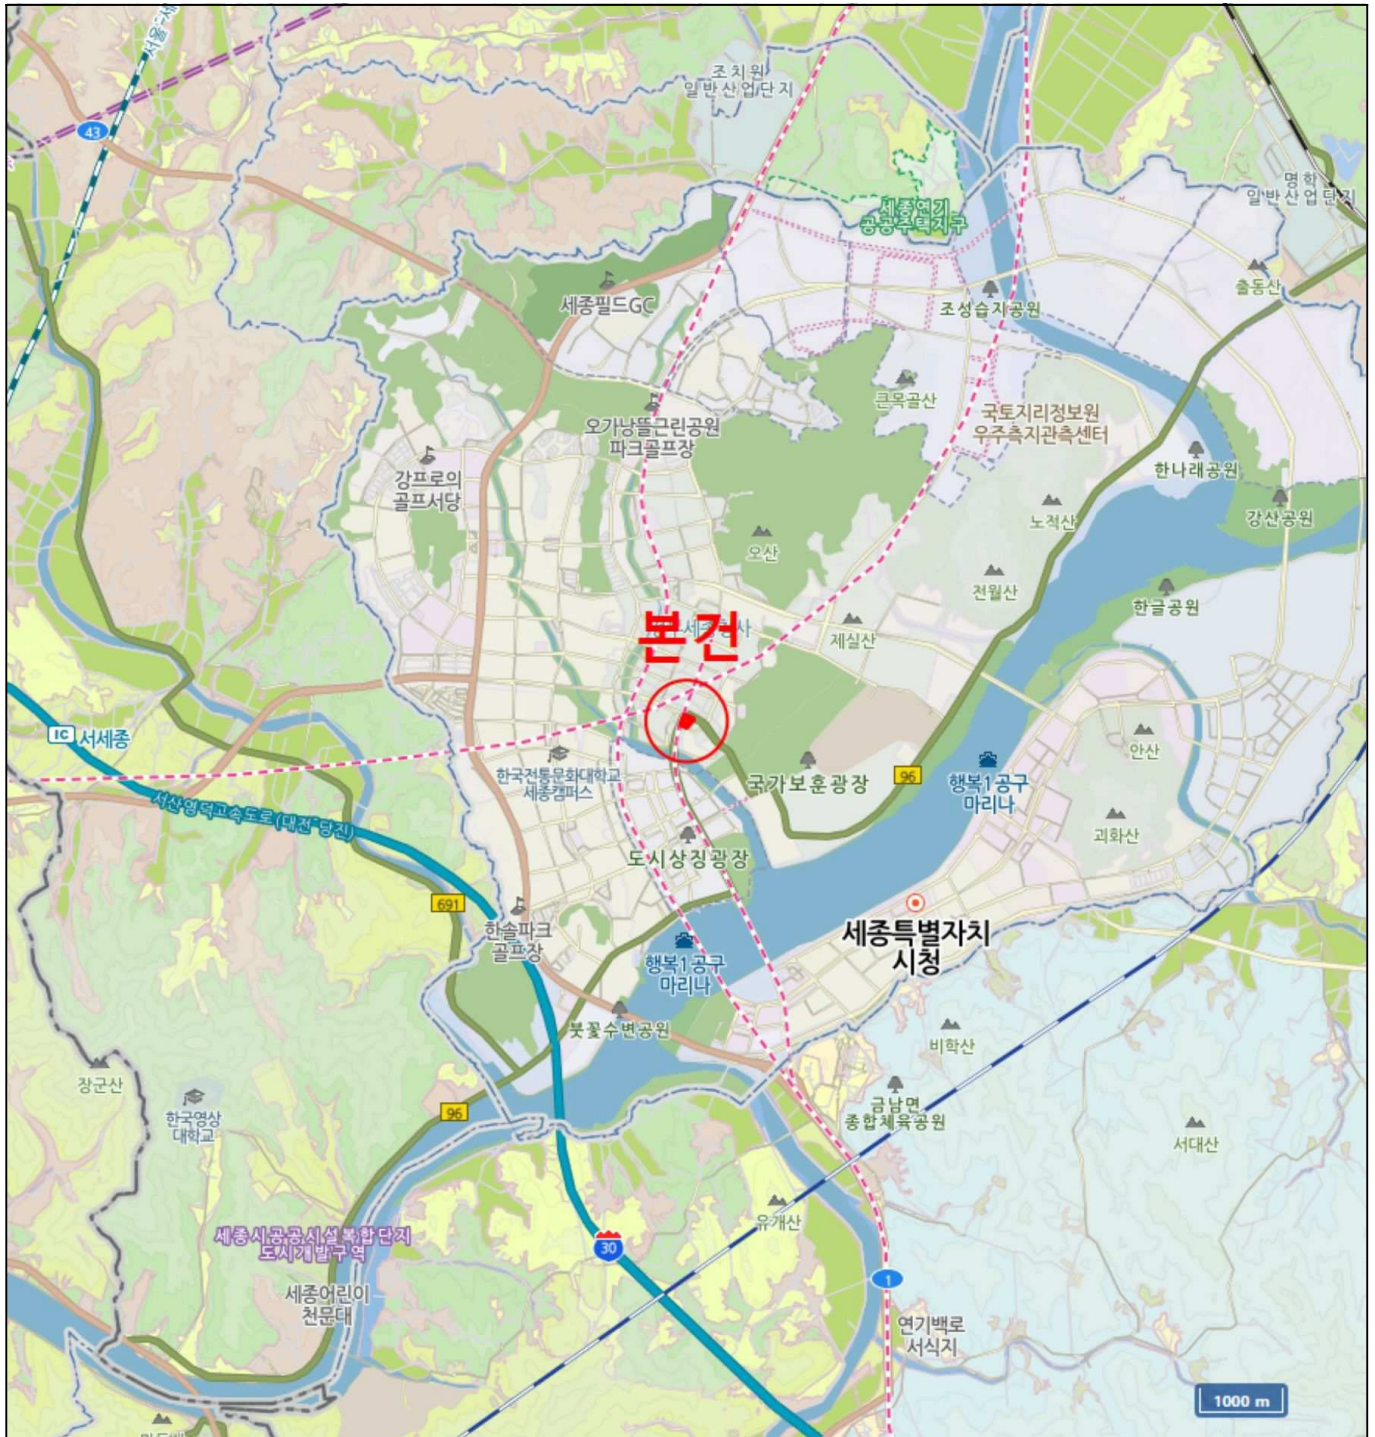 서울-세
43
조치원
일반산업단지
명학
일반산업단지
세종연기
공공주택지구
출동산
세종필드GC
조성습지공원
큰목골산
오가낭뜰근린공원
파크골프장
국토지리정보원
우주측지관측센터
한나래공원
강프로의
골프서당
노적산
강산공원
오산
전월산
한글공원
본건
제실산
IC 서세종
안산
한국전통문화대학교
세종캠퍼스
국가보훈광장
96
행복1공구
마리나
서산영덕고속도로(대전~당진)
괴화산
도시상징광장
691
한솔파크
골프장
세종특별자치
시청
행복1공구
마리나
붓꽃수변공원
비학산
장군산
한국영상
대학교
96
금남면
종합체육공원
서대산
유개산
세종시공공시설복합단지
도시개발구역
30
1
세종어린이
천문대
연기백로
서식지
1000 m